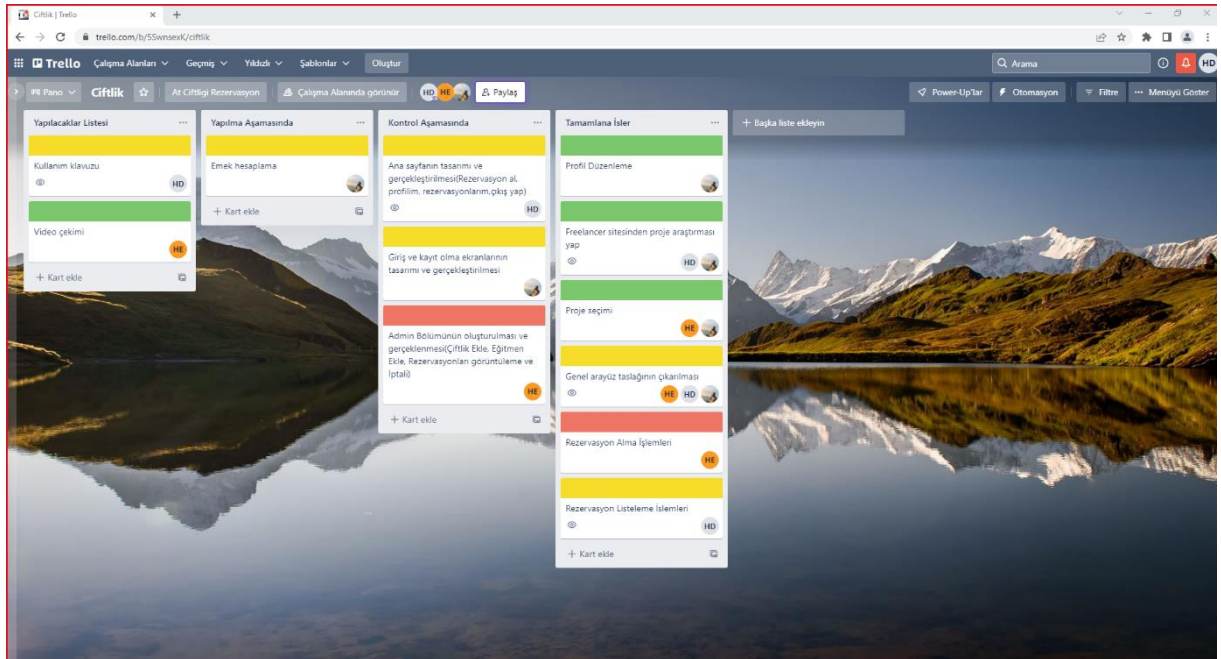 Ciftlik | Trello
trello.com/b/5SwnsexK/ciftlik
Trello Çalışma Alanları Geçmiş Yıldızlı Şablonlar Oluştur Arama HD
Pano Ciftlik At Ciftligi Rezervasyon Çalışma Alanında görünür HD HE Paylaş Power-Up'lar Otomasyon Filtre Menüyü Göster
Yapılacaklar Listesi
Kullanım klavuzu
HD
Video çekimi
HE
+ Kart ekle
Yapılma Aşamasında
Emek hesaplama
+ Kart ekle
Kontrol Aşamasında
Ana sayfanın tasarımı ve
gerçekleştirilmesi(Rezervasyon al,
profilim, rezervasyonlarım,çıkış yap)
HD
Giriş ve kayıt olma ekranlarının
tasarımı ve gerçekleştirilmesi
Admin Bölümünün oluşturulması ve
gerçeklenmesi(Çiftlik Ekle, Eğitmen
Ekle, Rezervasyonları görüntüleme ve
İptali)
HE
+ Kart ekle
Tamamlana İsler
Profil Düzenleme
Freelancer sitesinden proje araştırması
yap
HD
Proje seçimi
HE
Genel arayüz taslağının çıkarılması
HE HD
Rezervasyon Alma İşlemleri
HE
Rezervasyon Listeleme İslemleri
HD
+ Kart ekle
+ Başka liste ekleyin